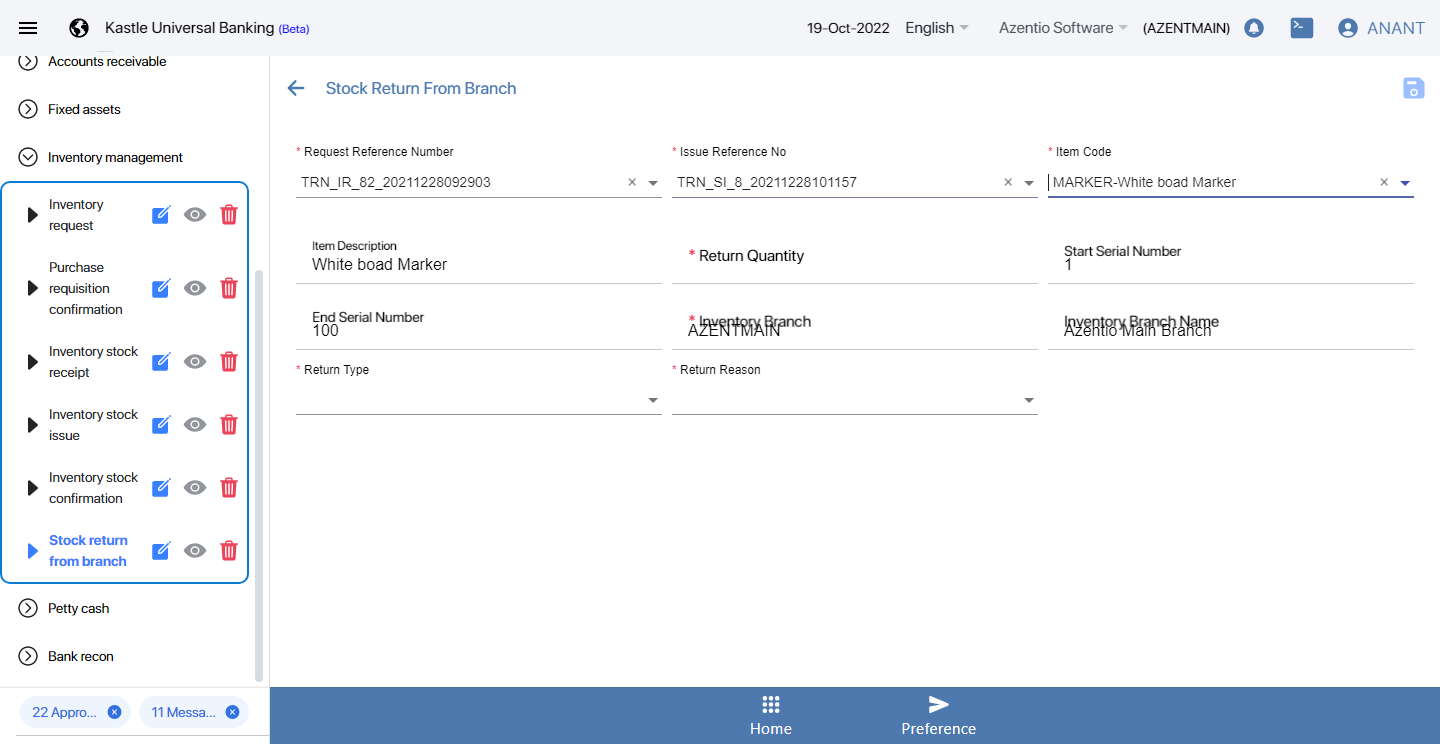 Kastle Universal Banking (Beta)
19-Oct-2022
English
Azentio Software
(AZENTMAIN)
ANANT
Accounts receivable
Fixed assets
Inventory management
Inventory
request
Purchase
requisition
confirmation
Inventory stock
receipt
Inventory stock
issue
Inventory stock
confirmation
Stock return
from branch
Petty cash
Bank recon
22 Appro...
11 Messa...
Stock Return From Branch
* Request Reference Number
TRN_IR_82_20211228092903
* Issue Reference No
TRN_SI_8_20211228101157
* Item Code
MARKER-White boad Marker
Item Description
White boad Marker
* Return Quantity
Start Serial Number
1
End Serial Number
100
* Inventory Branch
AZENTMAIN
Inventory Branch Name
Azentio Main Branch
* Return Type
* Return Reason
Home
Preference